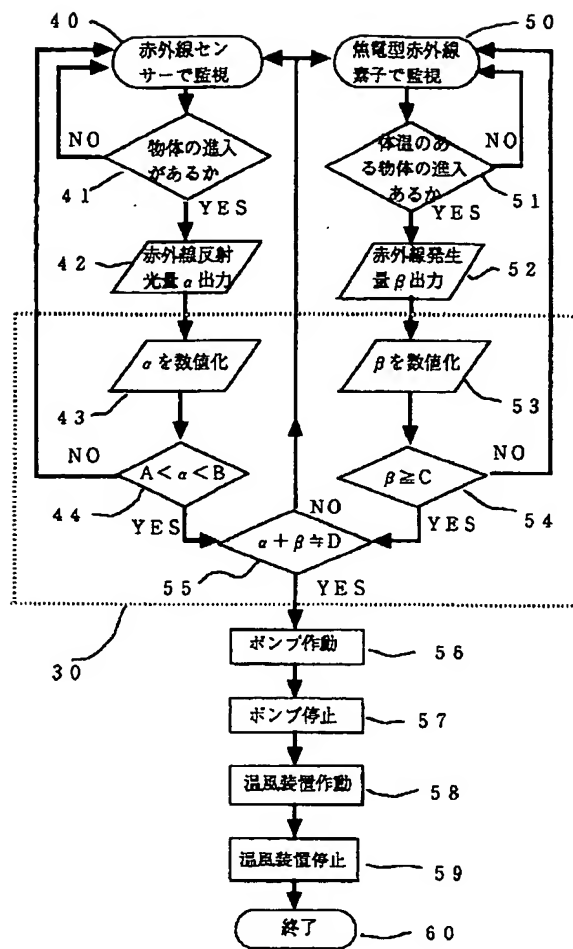 40
赤外線セン
サーで監視
50
焦電型赤外線
素子で監視
NO
物体の進入
があるか
41
YES
NO
体温のあ
る物体の進入
あるか
51
YES
42
赤外線反射
光量α出力
赤外線発生
量β出力
52
αを数値化
43
βを数値化
53
NO
A<α<B
44
YES
β≧C
NO
54
YES
NO
α+β≒D
55
YES
30
ポンプ作動
56
ポンプ停止
57
温風装置作動
58
温風装置停止
59
終了
60